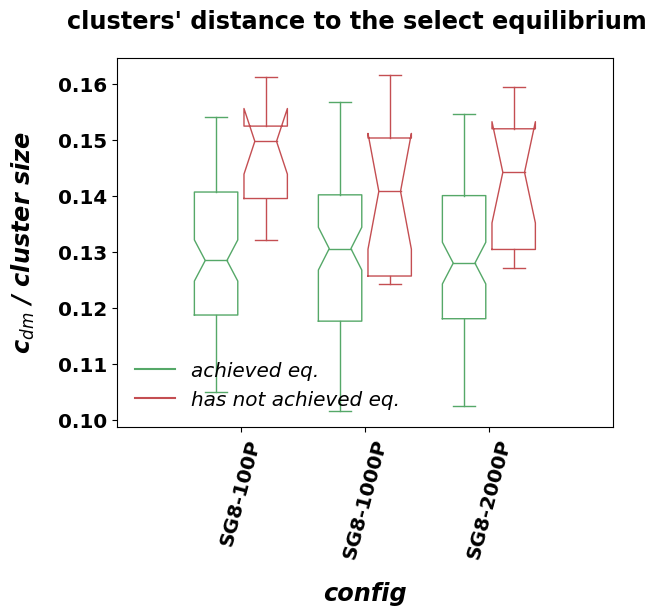 clusters' distance to the select equilibrium
c_dm / cluster size
0.16
0.15
0.14
0.13
0.12
0.11
0.10
achieved eq.
has not achieved eq.
SG8-100P
SG8-1000P
SG8-2000P
config